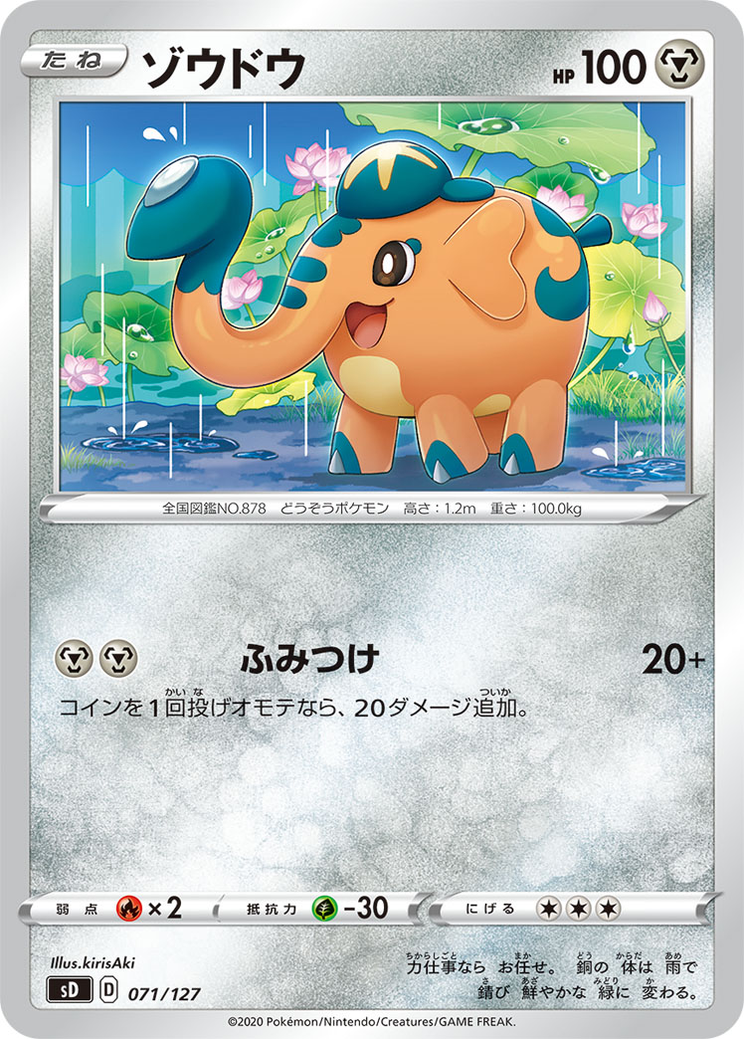 たね ゾウドウ HP 100
全国図鑑NO.878 どうぞうポケモン 高さ:1.2m 重さ:100.0kg
ふみつけ 20+
コインを1回投げオモテなら、20ダメージ追加。
弱点 ×2 抵抗力 -30 にげる
Illus.kirisAki
力仕事なら お任せ。 銅の 体は 雨で
錆び 鮮やかな 緑に 変わる。
sD D 071/127
©2020 Pokémon/Nintendo/Creatures/GAME FREAK.